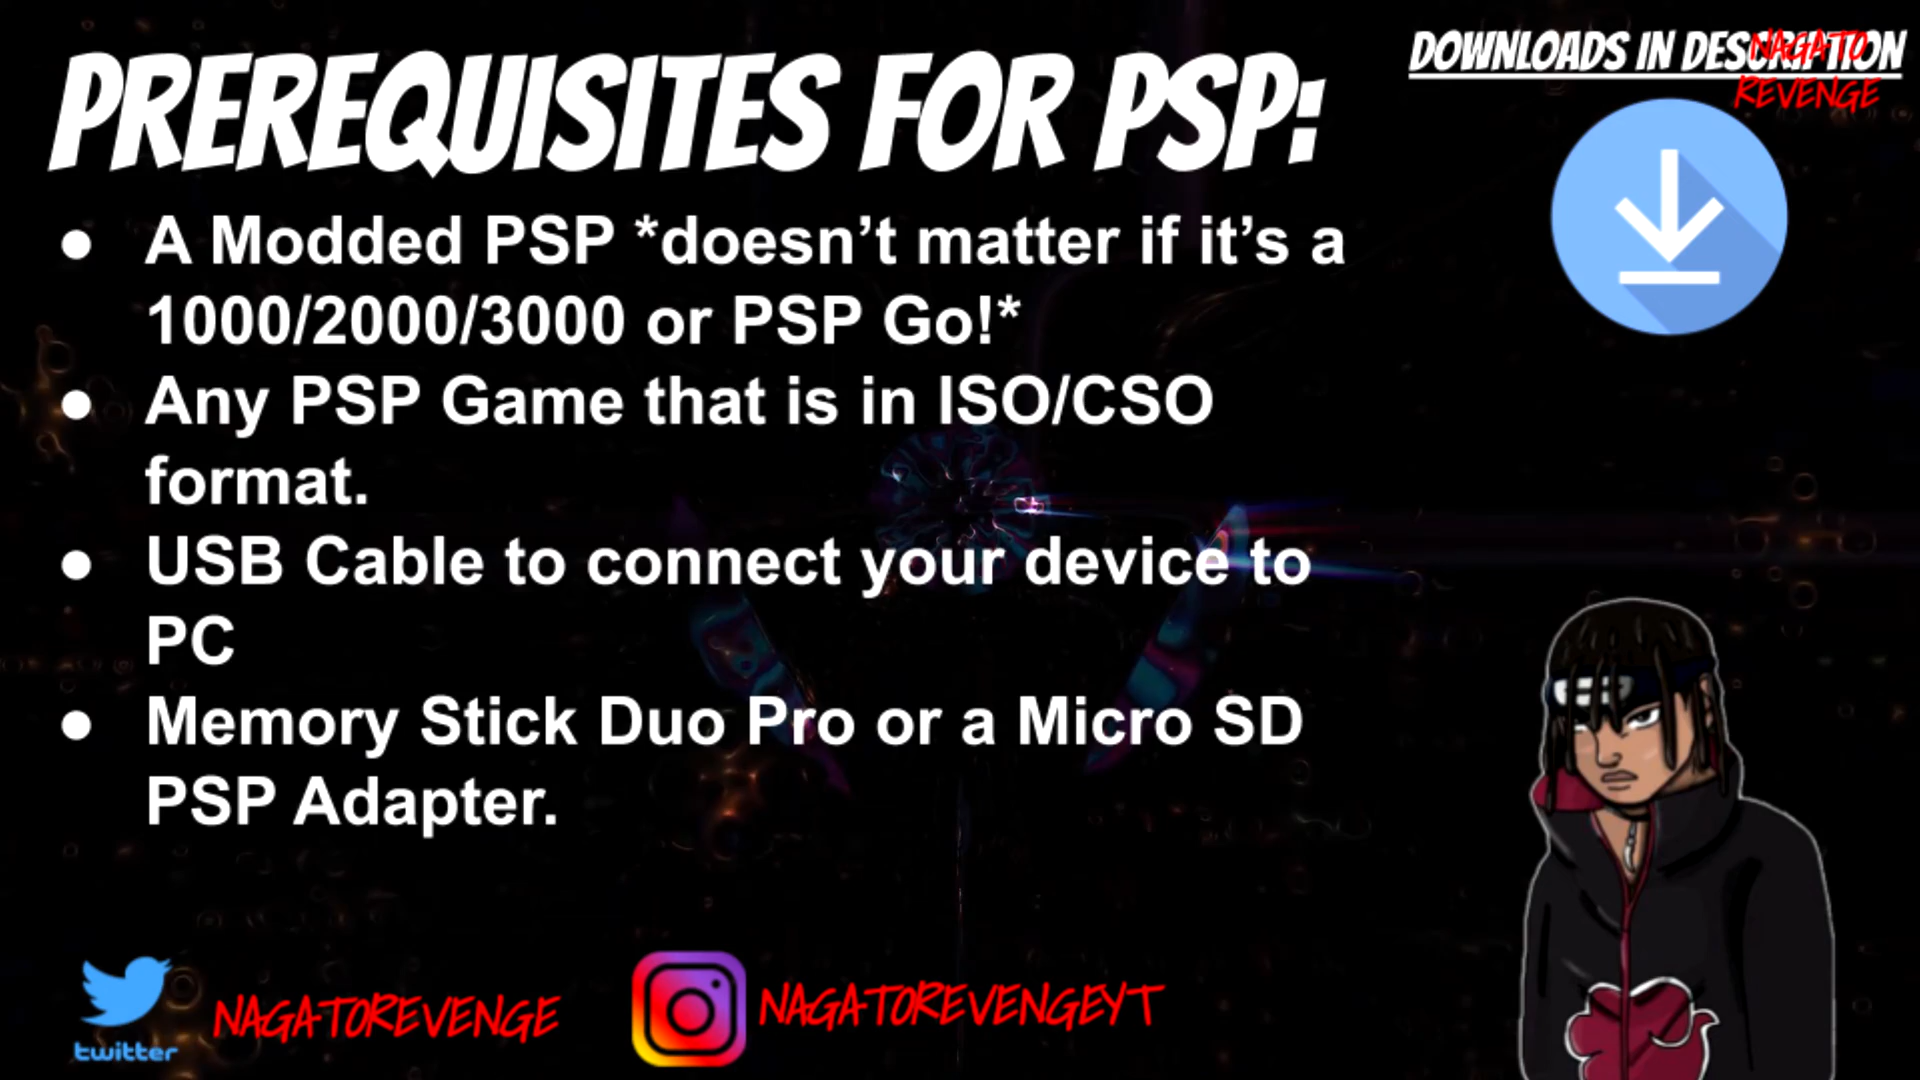 PREREQUISITES FOR PSP:
DOWNLOADS IN DESCRIPTION
NAGATO
REVENGE
● A Modded PSP *doesn’t matter if it’s a
1000/2000/3000 or PSP Go!*
● Any PSP Game that is in ISO/CSO
format.
● USB Cable to connect your device to
PC
● Memory Stick Duo Pro or a Micro SD
PSP Adapter.
twitter
NAGATOREVENGE
NAGATOREVENGEYT